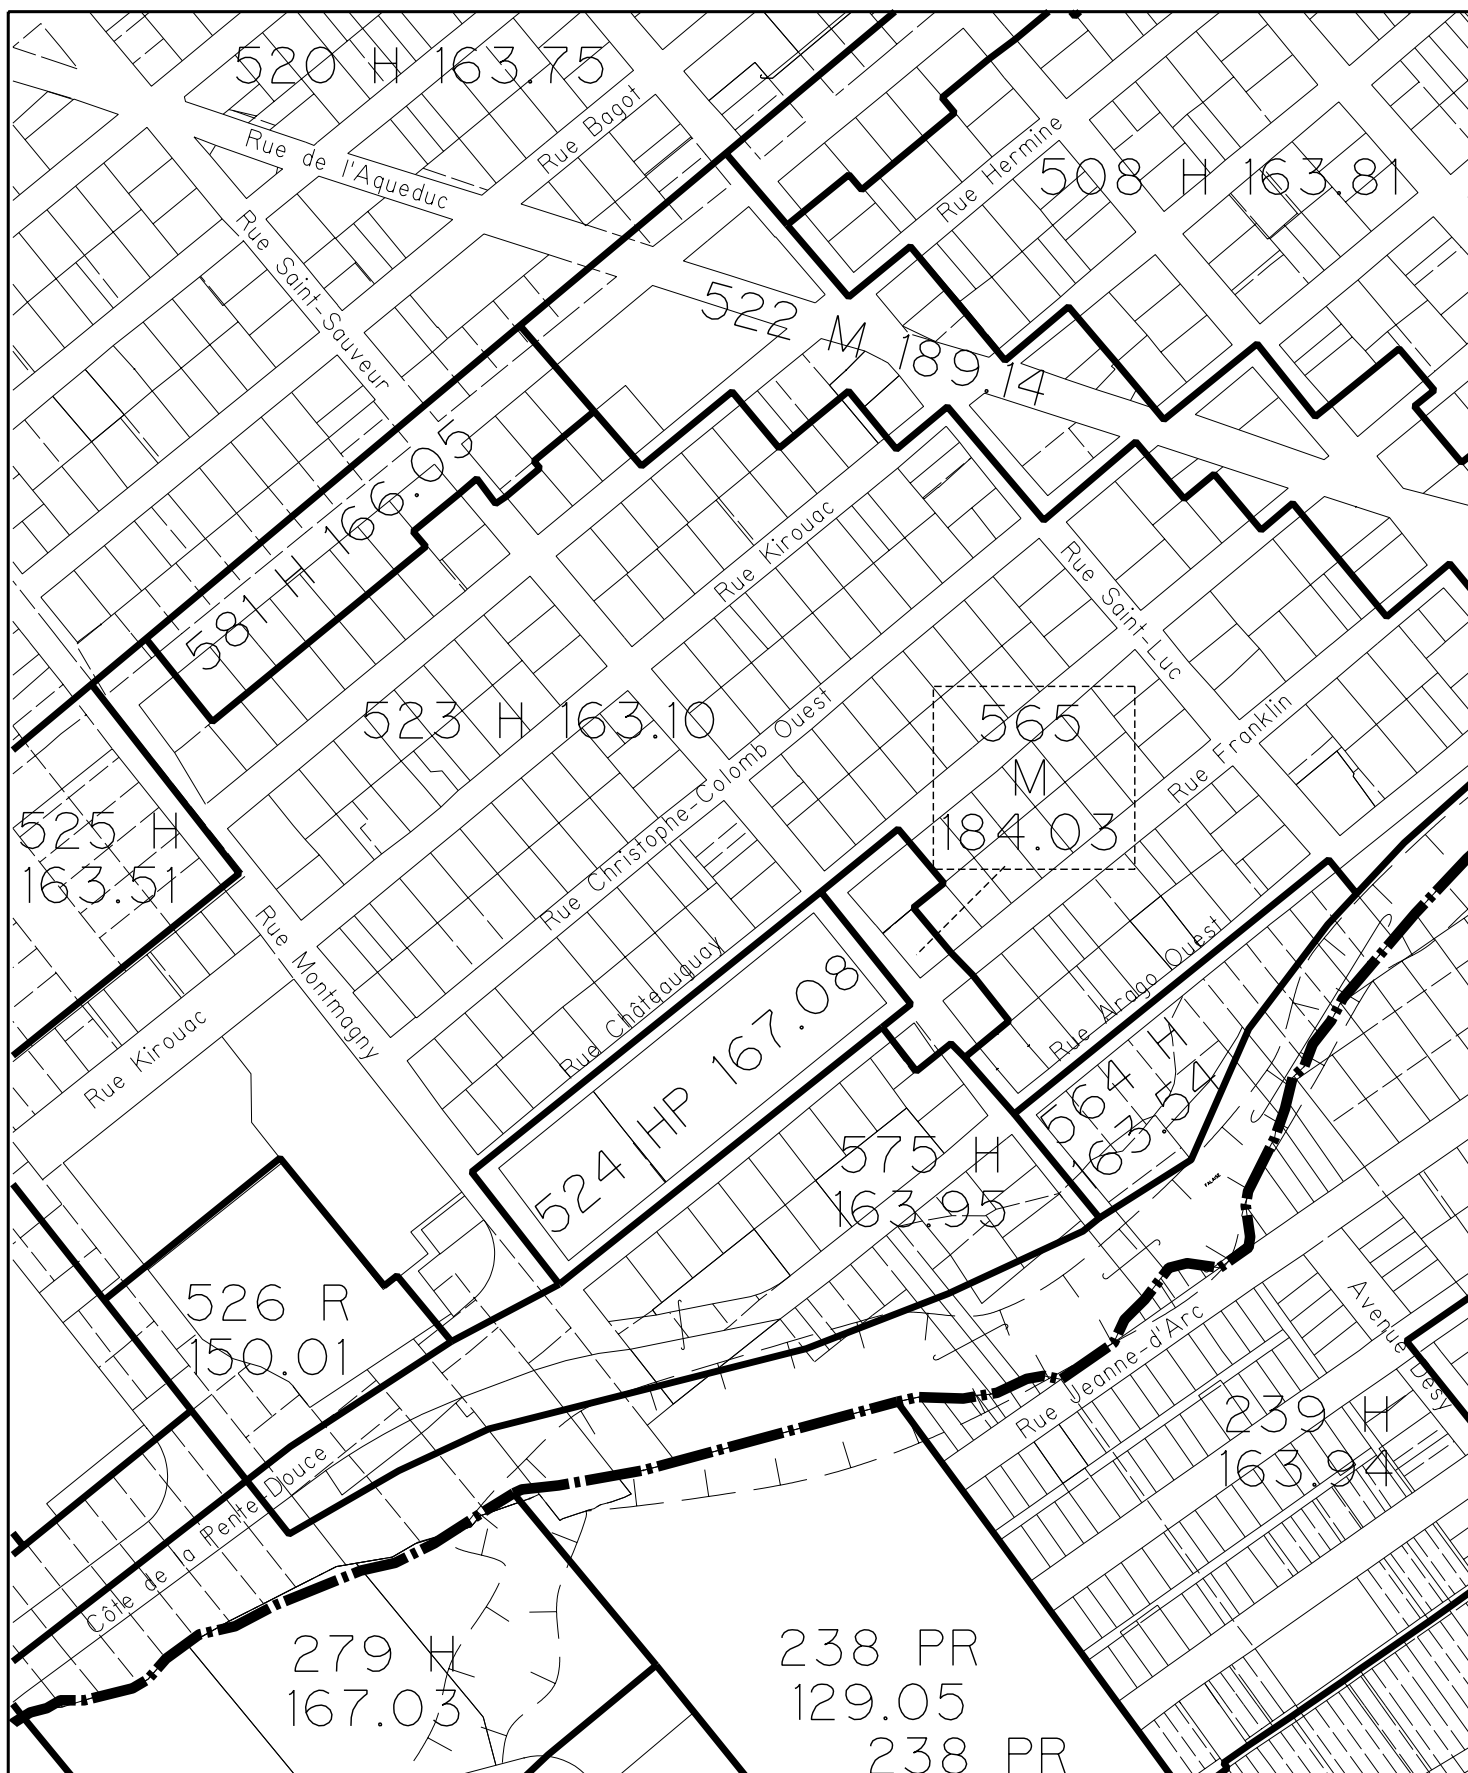 520 H 163.75
Rue Bagot
Rue de l'Aqueduc
Rue Hermine
508 H 163.81
Rue Saint-Sauveur
522 M 189.14
581 H 166.05
Rue Kirouac
Rue Saint-Luc
523 H 163.10
Rue Christophe-Colomb Ouest
565
M
184.03
Rue Franklin
525 H
163.51
Rue Montmagny
Rue Châteauguay
524 HP 167.08
Rue Arago Ouest
Rue Kirouac
564 H
163.54
575 H
163.95
FALAISE
526 R
150.01
Rue Jeanne-d'Arc
Avenue Désy
239 H
163.94
Côte de la Pente Douce
279 H
167.03
238 PR
129.05
238 PR